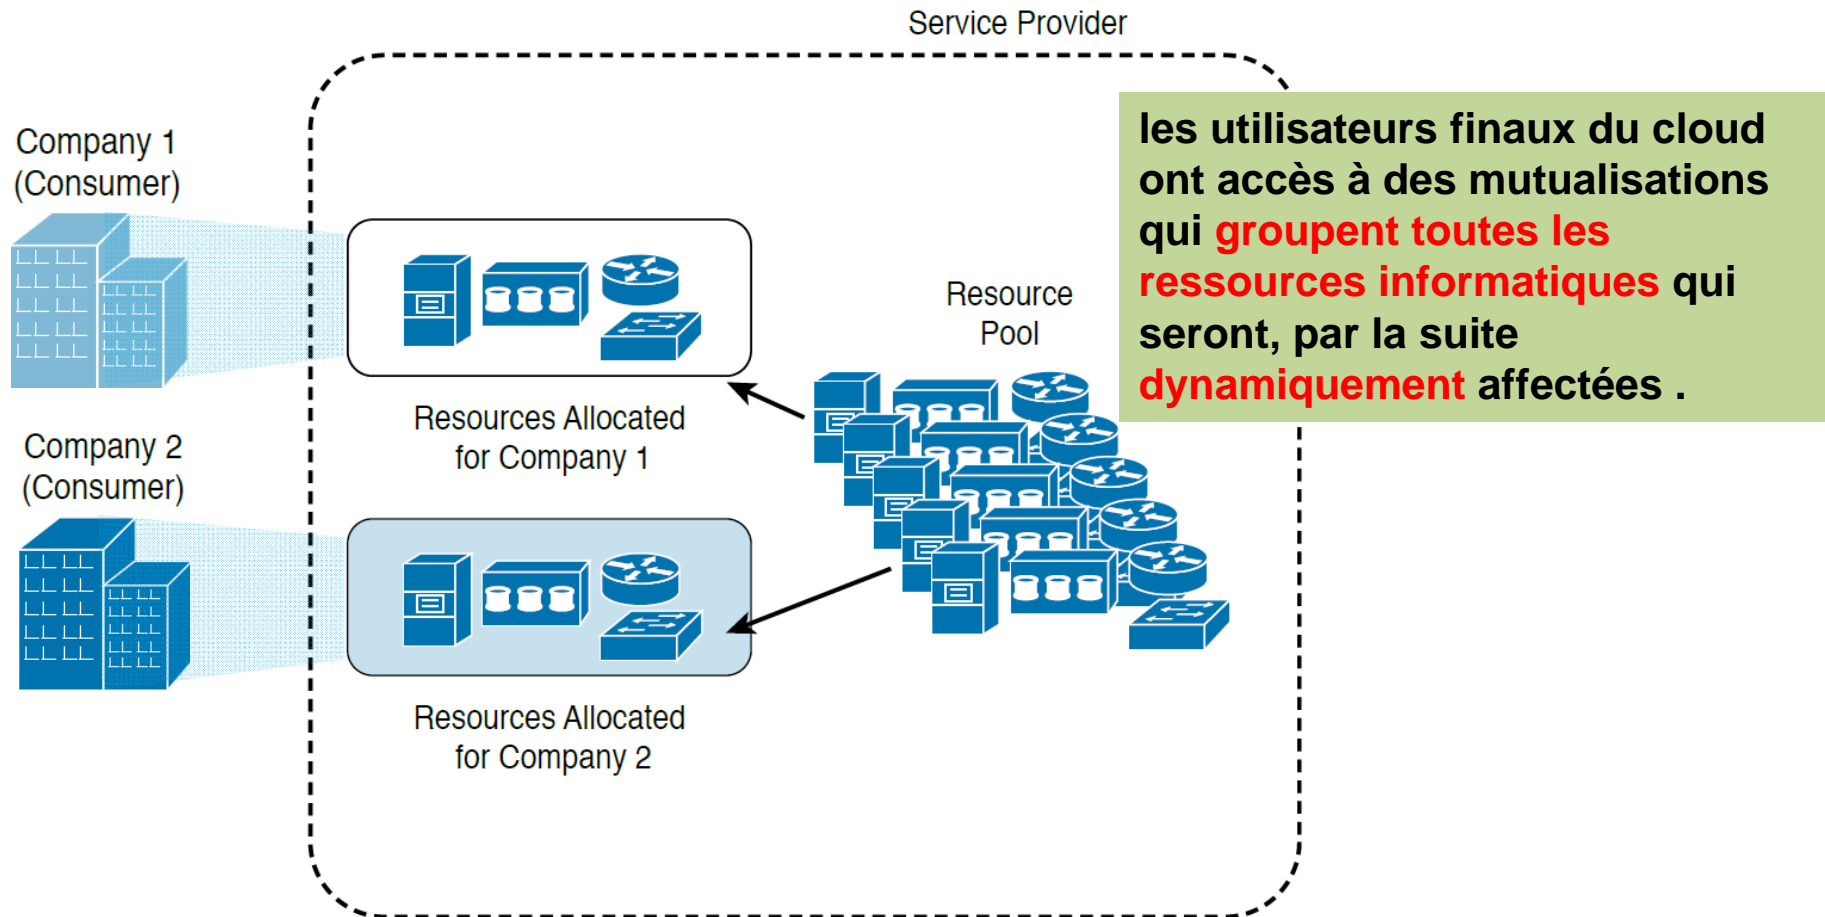 Service Provider
Company 1
(Consumer)
les utilisateurs finaux du cloud
ont accès à des mutualisations
qui groupent toutes les
ressources informatiques qui
seront, par la suite
dynamiquement affectées .
Resource
Pool
Resources Allocated
for Company 1
Company 2
(Consumer)
Resources Allocated
for Company 2